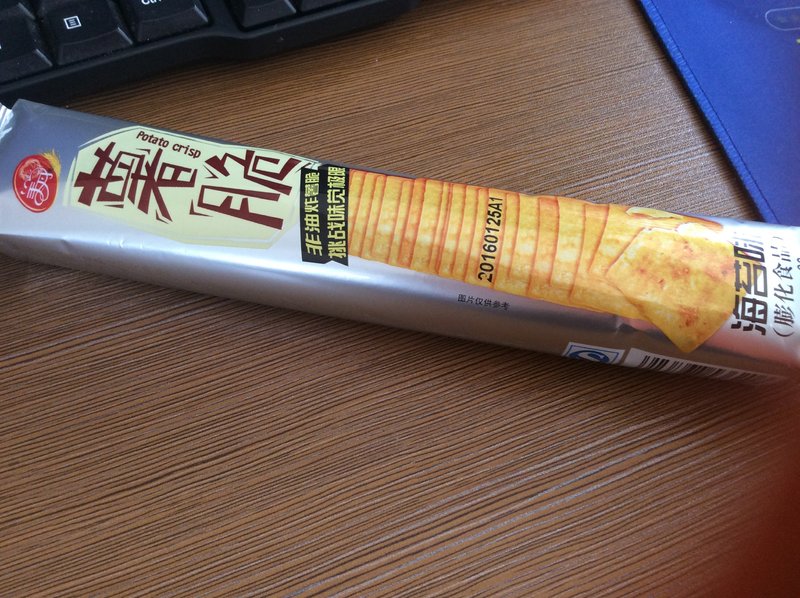 Ctrl
Potato crisp
薯脆
非油炸薯脆
挑战味觉极限
20160125A1
图片仅供参考
海苔味
(膨化食品)